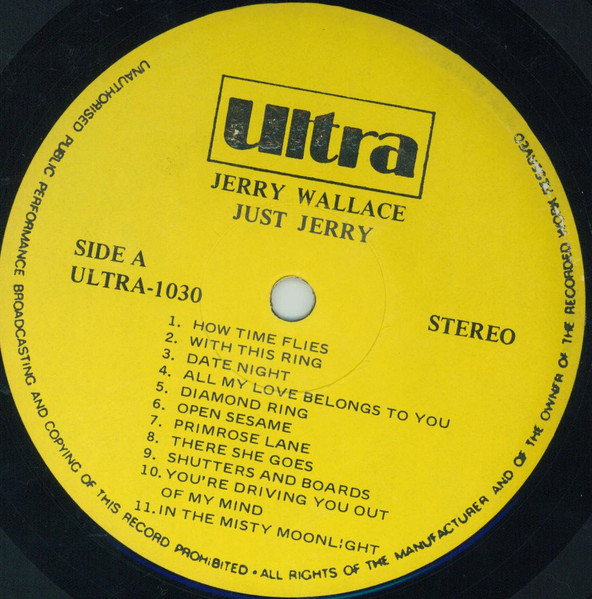 ultra
JERRY WALLACE
JUST JERRY
SIDE A
ULTRA-1030
STEREO
1. HOW TIME FLIES
2. WITH THIS RING
3. DATE NIGHT
4. ALL MY LOVE BELONGS TO YOU
5. DIAMOND RING
6. OPEN SESAME
7. PRIMROSE LANE
8. THERE SHE GOES
9. SHUTTERS AND BOARDS
10. YOU'RE DRIVING YOU OUT
OF MY MIND
11. IN THE MISTY MOONLIGHT
UNAUTHORISED PUBLIC PERFORMANCE BROADCASTING AND COPYING OF THIS RECORD PROHIBITED • ALL RIGHTS OF THE MANUFACTURER AND OF THE OWNER OF THE RECORDED WORK RESERVED